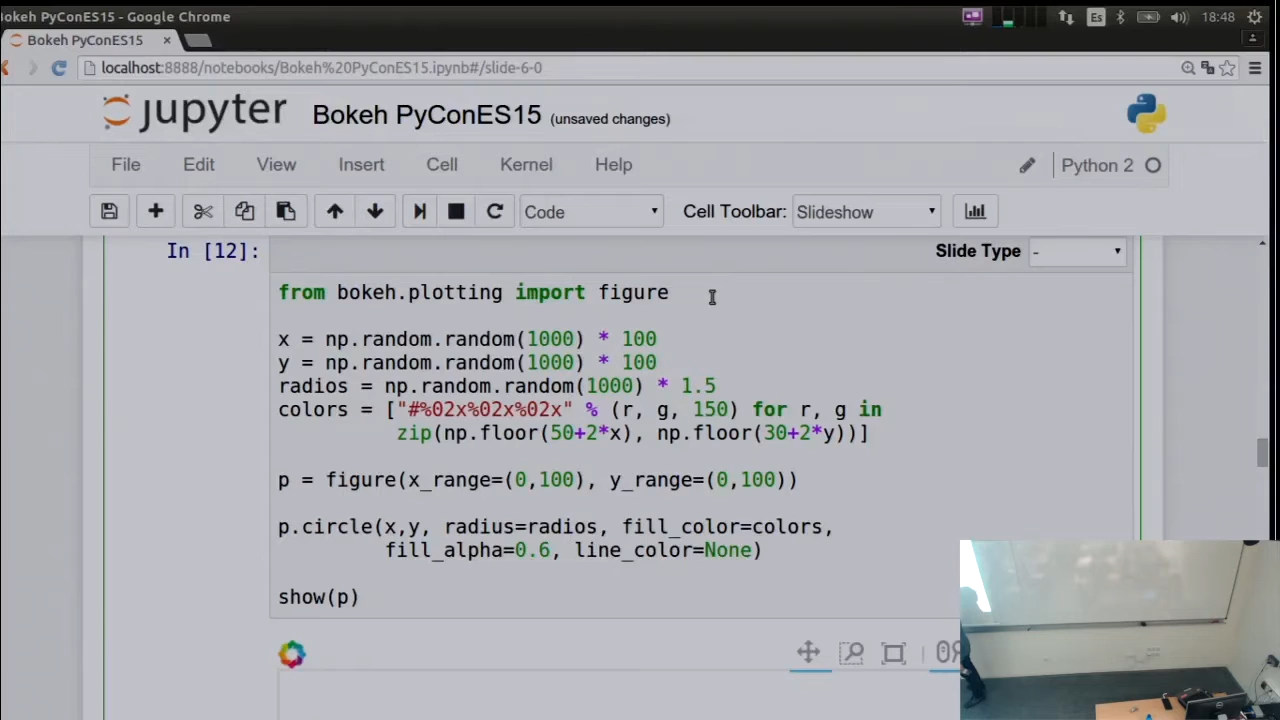 okeh PyConES15 - Google Chrome
Es
18:48
Bokeh PyConES15 ×
localhost:8888/notebooks/Bokeh%20PyConES15.ipynb#/slide-6-0
jupyter Bokeh PyConES15 (unsaved changes)
File Edit View Insert Cell Kernel Help
Python 2
Code
Cell Toolbar: Slideshow
In [12]:
Slide Type -
from bokeh.plotting import figure
x = np.random.random(1000) * 100
y = np.random.random(1000) * 100
radios = np.random.random(1000) * 1.5
colors = ["#%02x%02x%02x" % (r, g, 150) for r, g in
zip(np.floor(50+2*x), np.floor(30+2*y))]
p = figure(x_range=(0,100), y_range=(0,100))
p.circle(x,y, radius=radios, fill_color=colors,
fill_alpha=0.6, line_color=None)
show(p)